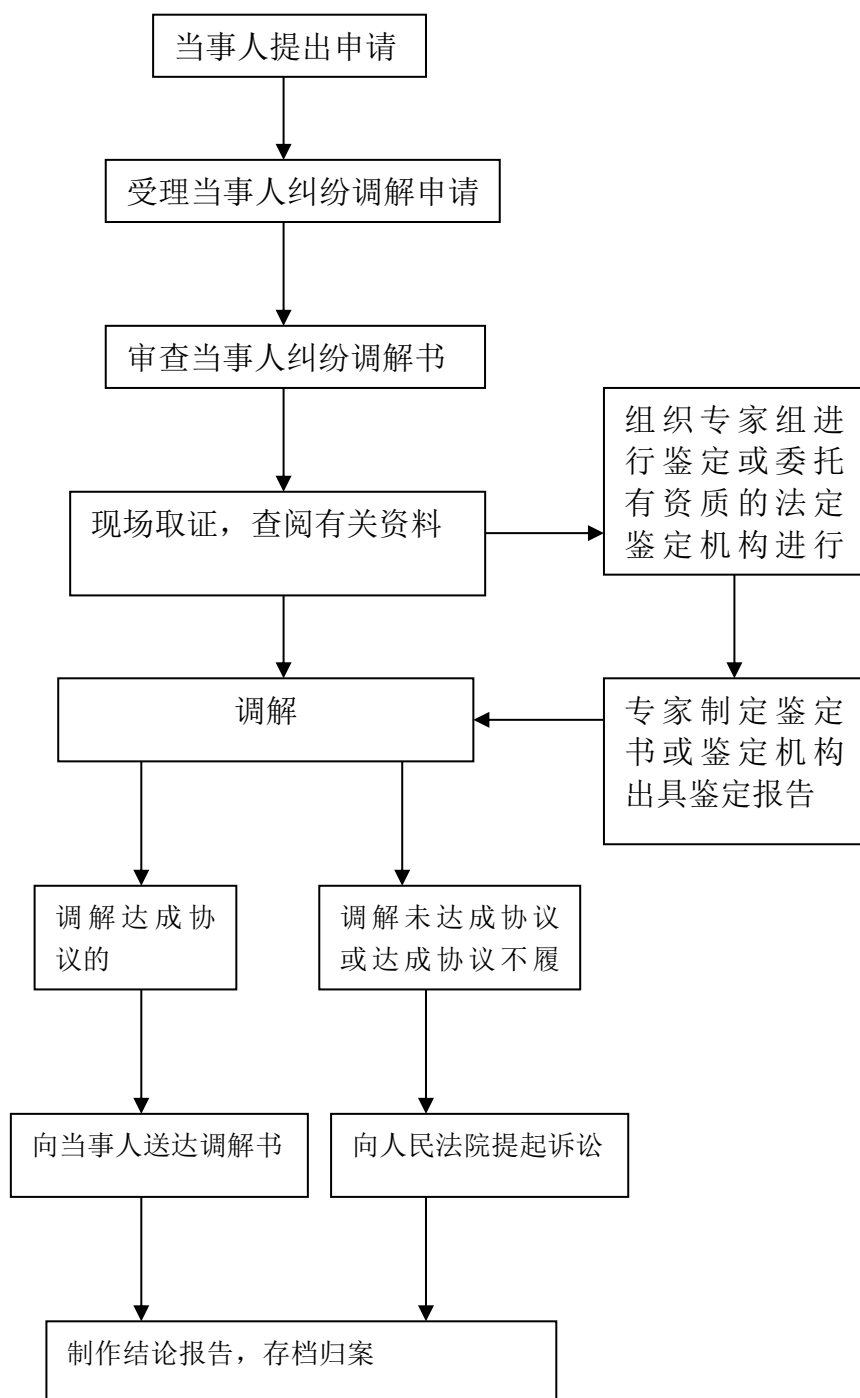 当事人提出申请
受理当事人纠纷调解申请
审查当事人纠纷调解书
组织专家组进
行鉴定或委托
有资质的法定
鉴定机构进行
现场取证，查阅有关资料
调解
专家制定鉴定
书或鉴定机构
出具鉴定报告
调解达成协
议的
调解未达成协议
或达成协议不履
向当事人送达调解书
向人民法院提起诉讼
制作结论报告，存档归案